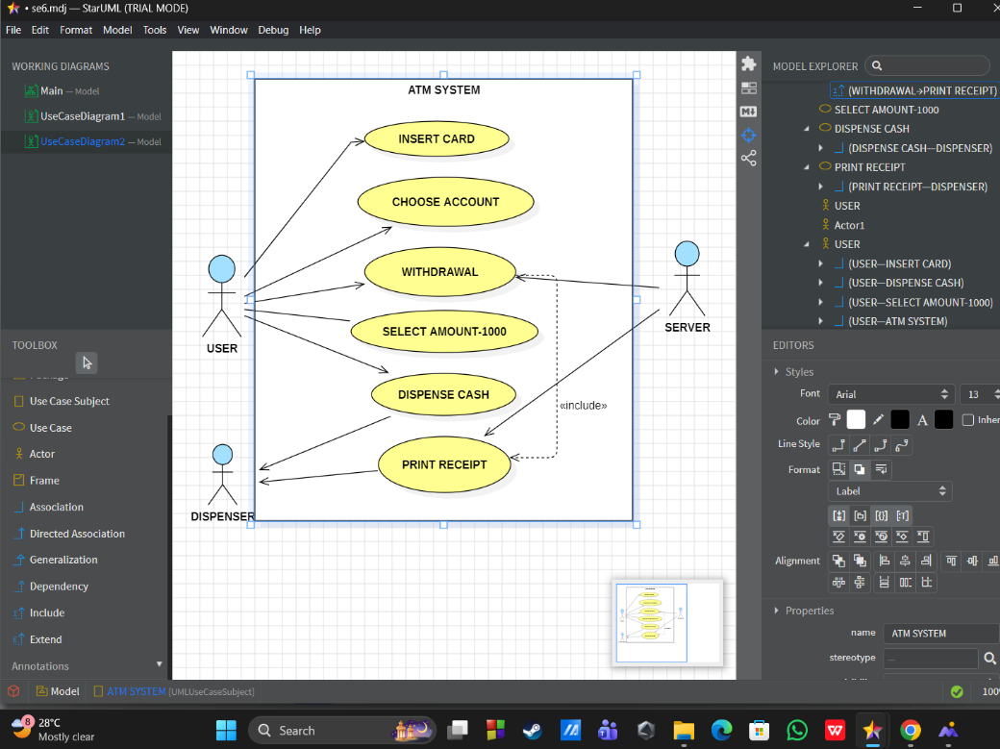 • se6.mdj — StarUML (TRIAL MODE)
File Edit Format Model Tools View Window Debug Help
WORKING DIAGRAMS
Main — Model
UseCaseDiagram1 — Model
UseCaseDiagram2 — Model
TOOLBOX
Use Case Subject
Use Case
Actor
Frame
Association
Directed Association
Generalization
Dependency
Include
Extend
Annotations
ATM SYSTEM
INSERT CARD
CHOOSE ACCOUNT
WITHDRAWAL
SELECT AMOUNT-1000
DISPENSE CASH
PRINT RECEIPT
«include»
USER
DISPENSER
SERVER
MODEL EXPLORER
(WITHDRAWAL→PRINT RECEIPT)
SELECT AMOUNT-1000
DISPENSE CASH
(DISPENSE CASH—DISPENSER)
PRINT RECEIPT
(PRINT RECEIPT—DISPENSER)
USER
Actor1
USER
(USER—INSERT CARD)
(USER—DISPENSE CASH)
(USER—SELECT AMOUNT-1000)
(USER—ATM SYSTEM)
EDITORS
Styles
Font Arial 13
Color A Inher
Line Style
Format
Label
Alignment
Properties
name ATM SYSTEM
stereotype —
Model ATM SYSTEM [UMLUseCaseSubject]
100%
8
28°C
Mostly clear
Search